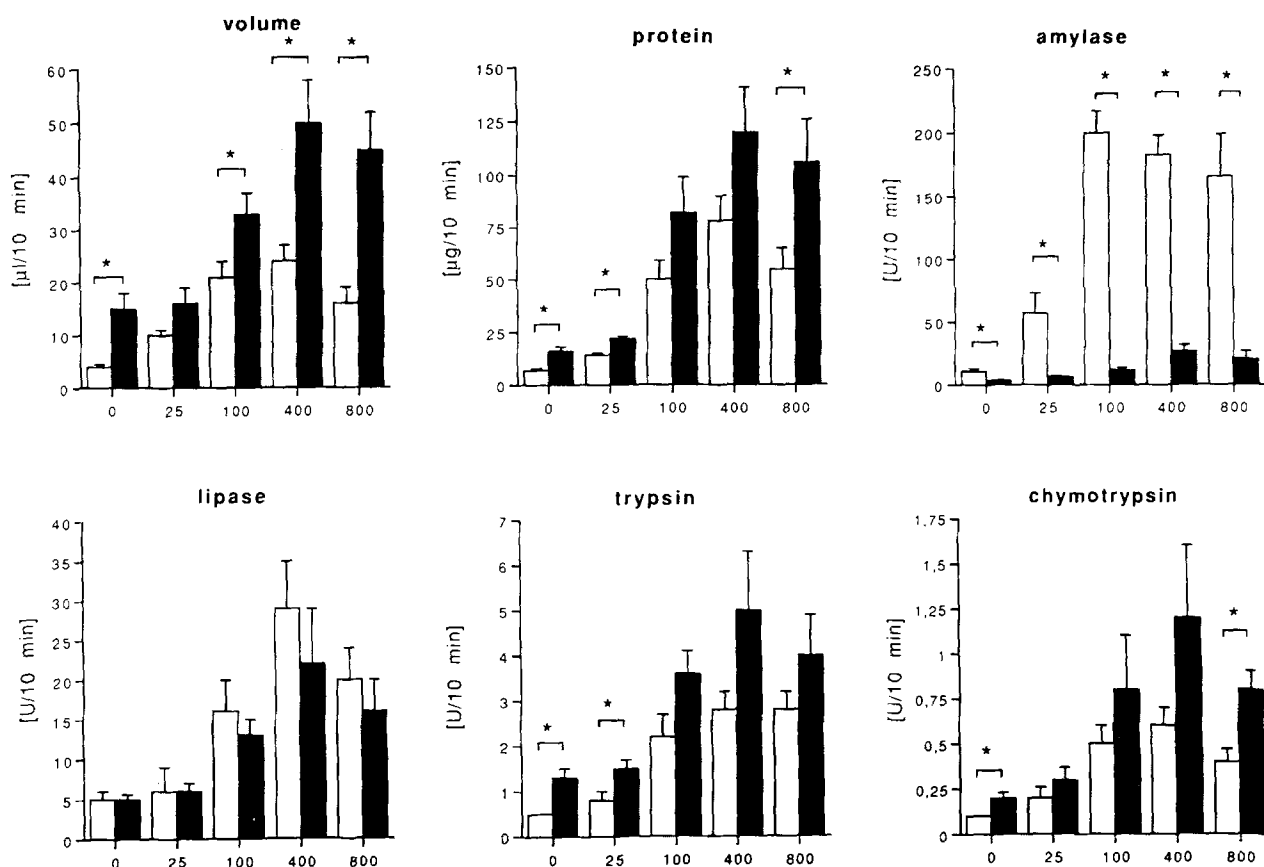 volume
[µl/10 min]
60
50
40
30
20
10
0
* * * *
0 25 100 400 800
protein
[µg/10 min]
150
125
100
75
50
25
0
* * *
0 25 100 400 800
amylase
[U/10 min]
250
200
150
100
50
0
* * * * *
0 25 100 400 800
lipase
[U/10 min]
40
35
30
25
20
15
10
5
0
0 25 100 400 800
trypsin
[U/10 min]
7
6
5
4
3
2
1
0
* *
0 25 100 400 800
chymotrypsin
[U/10 min]
1,75
1,5
1,25
1
0,75
0,5
0,25
0
* *
0 25 100 400 800